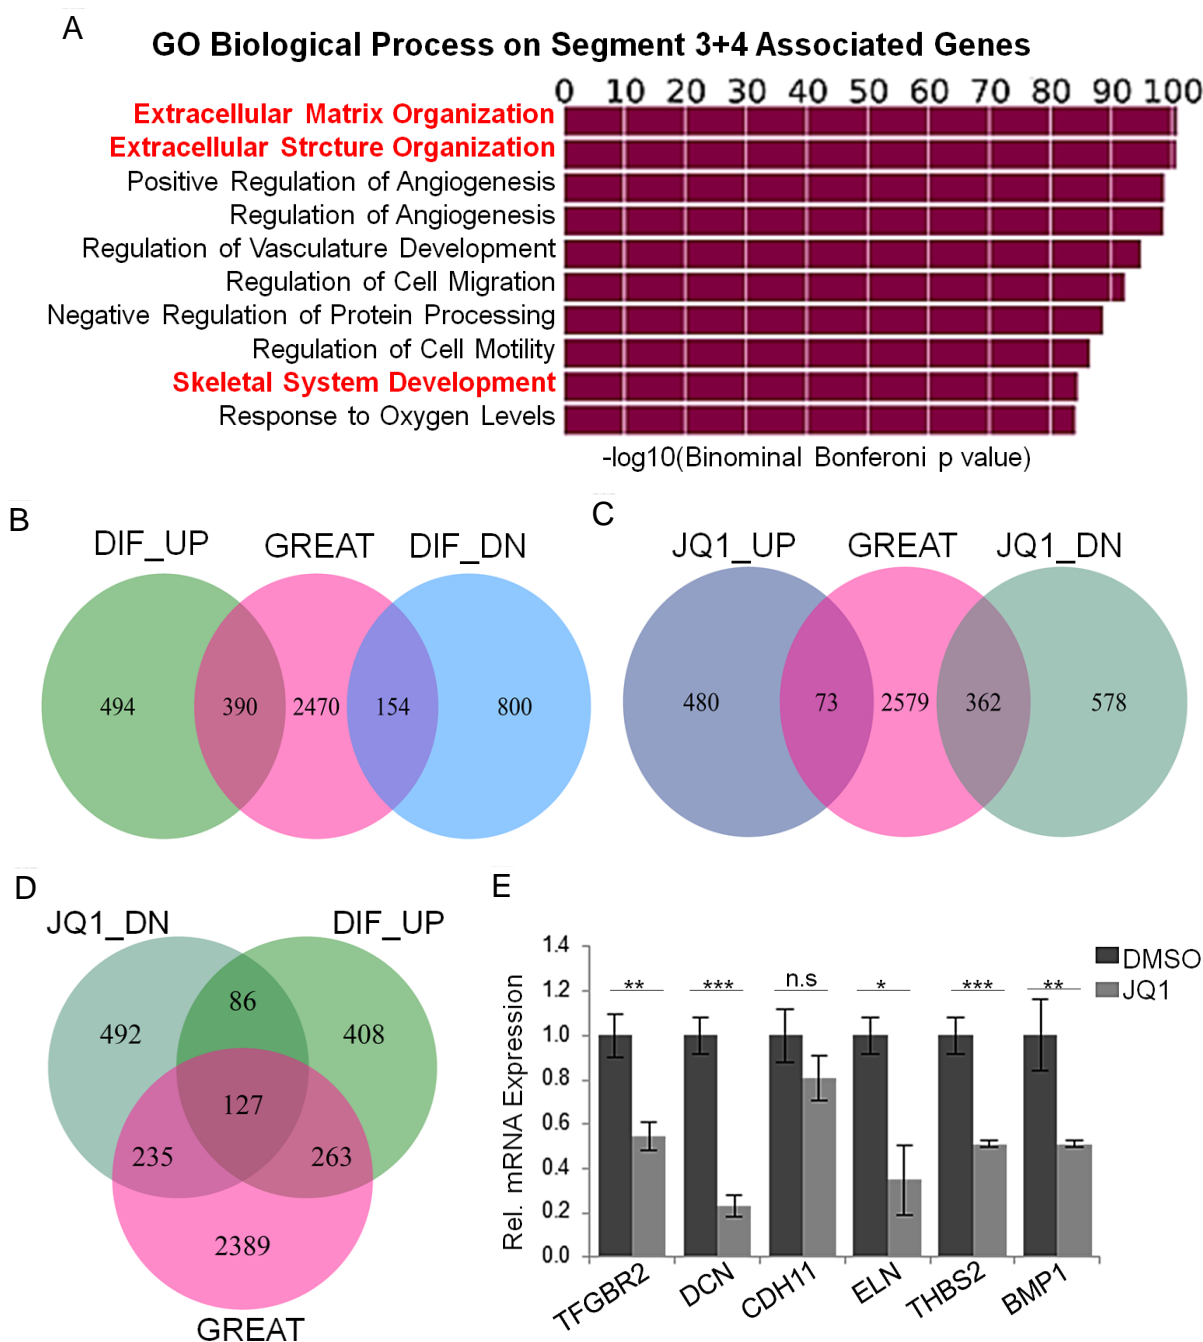 A
GO Biological Process on Segment 3+4 Associated Genes
0 10 20 30 40 50 60 70 80 90 100
Extracellular Matrix Organization
Extracellular Strcture Organization
Positive Regulation of Angiogenesis
Regulation of Angiogenesis
Regulation of Vasculature Development
Regulation of Cell Migration
Negative Regulation of Protein Processing
Regulation of Cell Motility
Skeletal System Development
Response to Oxygen Levels
-log10(Binominal Bonferoni p value)
B
DIF_UP GREAT DIF_DN
494 390 2470 154 800
C
JQ1_UP GREAT JQ1_DN
480 73 2579 362 578
D
JQ1_DN DIF_UP
86
492 408
127
235 263
2389
GREAT
E
1.4
1.2
1.0
0.8
0.6
0.4
0.2
0.0
Rel. mRNA Expression
** *** n.s * *** **
DMSO
JQ1
TFGBR2 DCN CDH11 ELN THBS2 BMP1